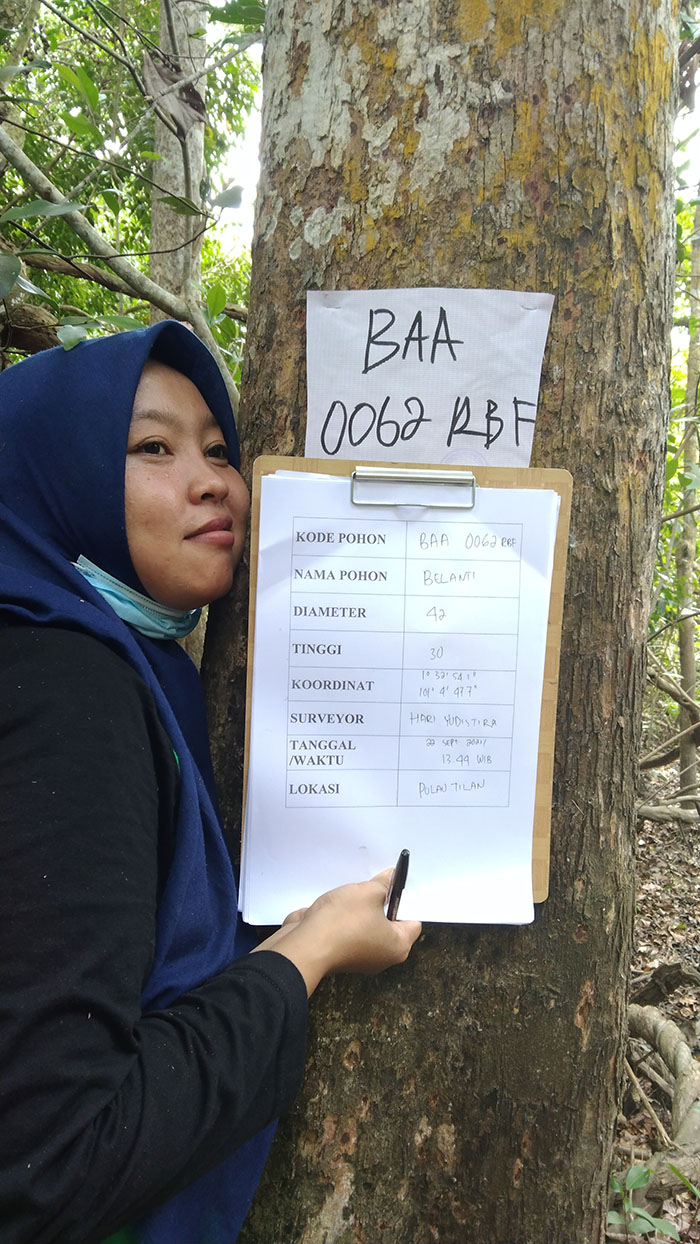 BAA
0062 RBF
KODE POHON BAA 0062 RBF
NAMA POHON BELANTI
DIAMETER 42
TINGGI 30
KOORDINAT 1° 32' 54 1"
101° 4' 47 7"
SURVEYOR HARI YUDISTIRA
TANGGAL 22 SEPT 2021/
/WAKTU 13:44 WIB
LOKASI PULAU TILAN